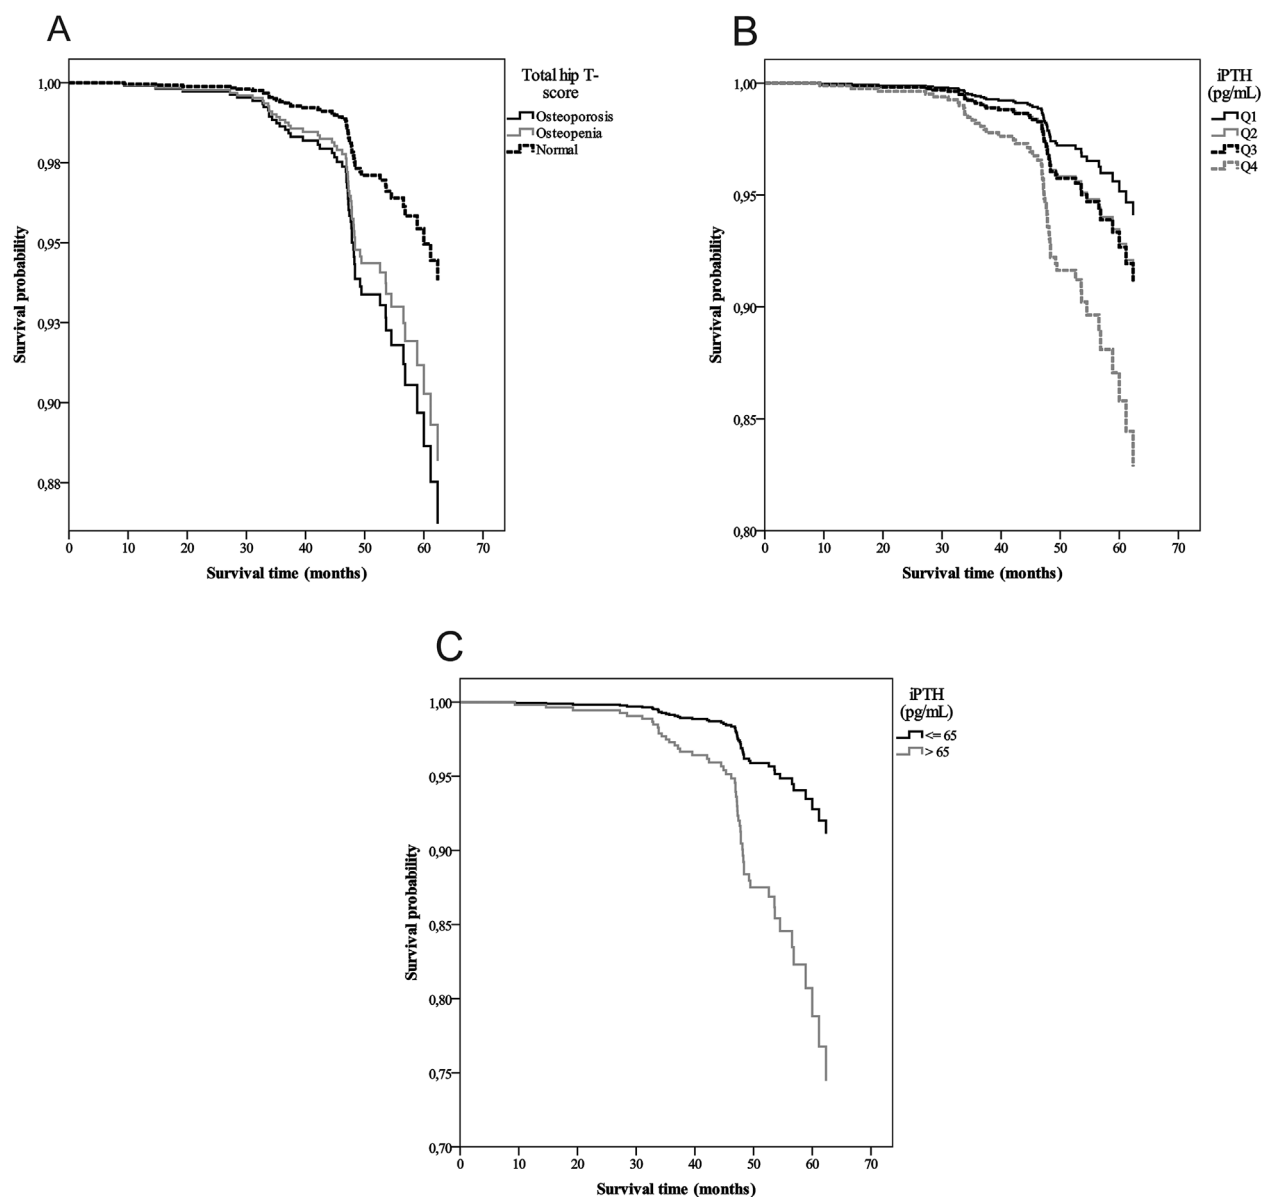 A
Total hip T-
score
Osteoporosis
Osteopenia
Normal
1,00
0,98
0,95
0,93
0,90
0,88
Survival probability
0 10 20 30 40 50 60 70
Survival time (months)
B
iPTH
(pg/mL)
Q1
Q2
Q3
Q4
1,00
0,95
0,90
0,85
0,80
Survival probability
0 10 20 30 40 50 60 70
Survival time (months)
C
iPTH
(pg/mL)
<= 65
> 65
1,00
0,95
0,90
0,85
0,80
0,75
0,70
Survival probability
0 10 20 30 40 50 60 70
Survival time (months)